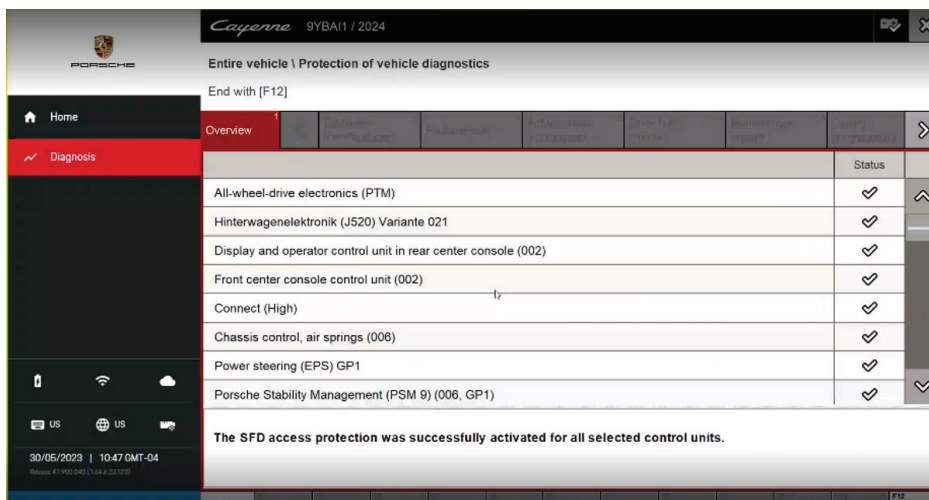 Cayenne 9YBAI1 / 2024
PORSCHE
Entire vehicle \ Protection of vehicle diagnostics
End with [F12]
Home
Diagnosis
Overview 1
Status
All-wheel-drive electronics (PTM)
Hinterwagenelektronik (J520) Variante 021
Display and operator control unit in rear center console (002)
Front center console control unit (002)
Connect (High)
Chassis control, air springs (006)
Power steering (EPS) GP1
Porsche Stability Management (PSM 9) (006, GP1)
The SFD access protection was successfully activated for all selected control units.
US US
30/05/2023 | 10:47 GMT-04
F12